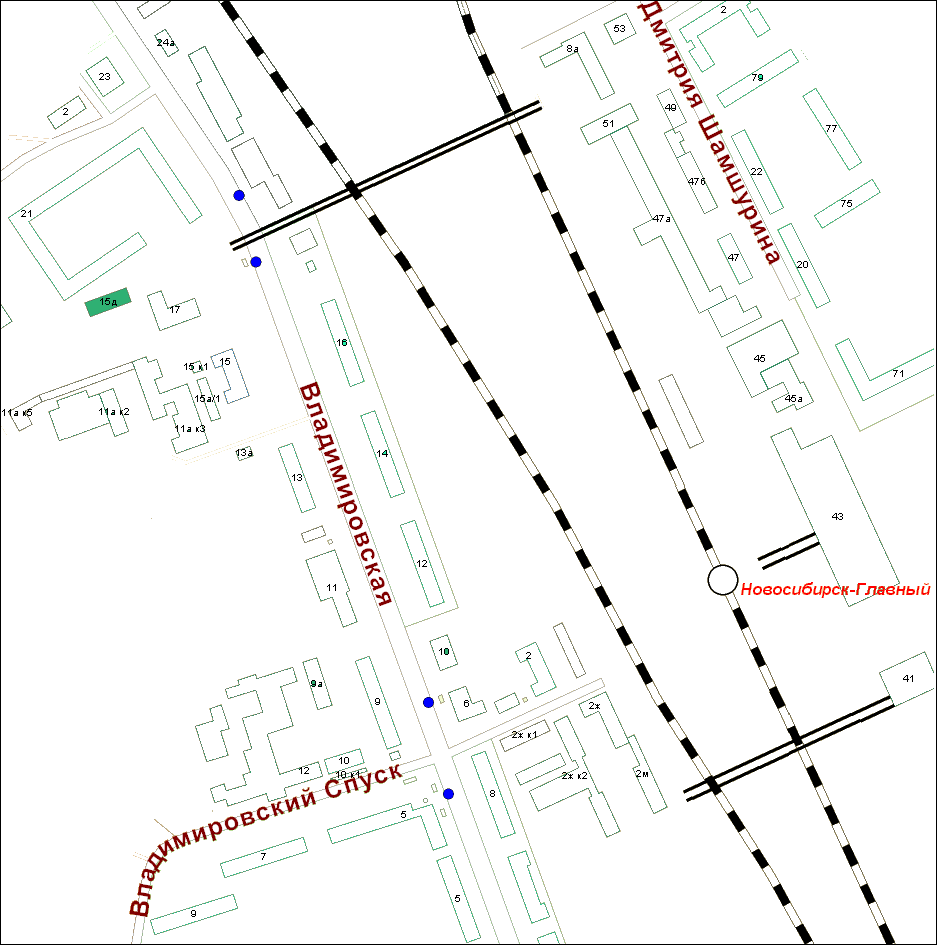 2
53
24а
8а
23
79
2
49
51
77
22
47б
75
21
47а
47
20
Дмитрия Шамшурина
15д
17
16
45
15
15 к1
71
15а/1
45а
11а к5
11а к2
11а к3
13а
14
13
Владимировская
43
12
11
Новосибирск-Главный
10
2
9а
41
9
6
2ж
2ж к1
10
12
10 к1
2ж к2
2м
Владимировский Спуск
8
5
7
5
9